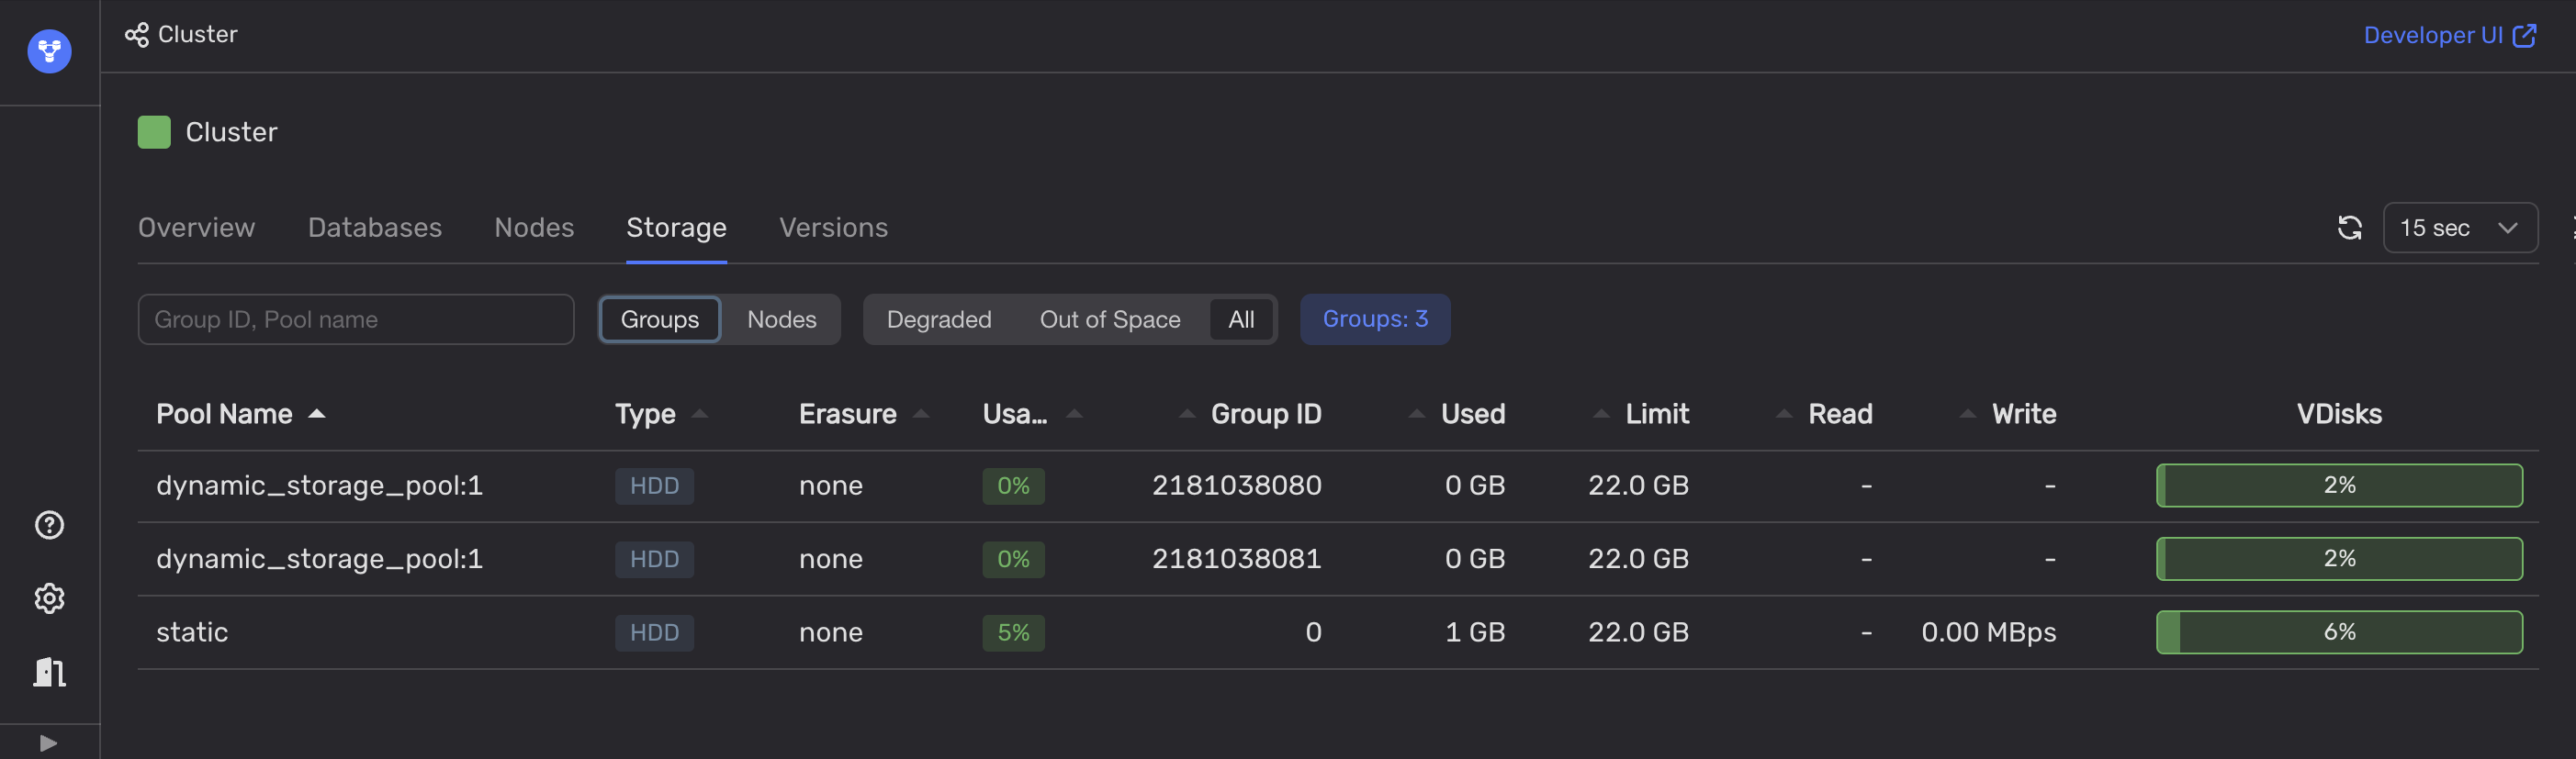 Cluster
Developer UI
Cluster
Overview Databases Nodes Storage Versions 15 sec
Group ID, Pool name Groups Nodes Degraded Out of Space All Groups: 3
Pool Name Type Erasure Usa... Group ID Used Limit Read Write VDisks
dynamic_storage_pool:1 HDD none 0% 2181038080 0 GB 22.0 GB - - 2%
dynamic_storage_pool:1 HDD none 0% 2181038081 0 GB 22.0 GB - - 2%
static HDD none 5% 0 1 GB 22.0 GB - 0.00 MBps 6%